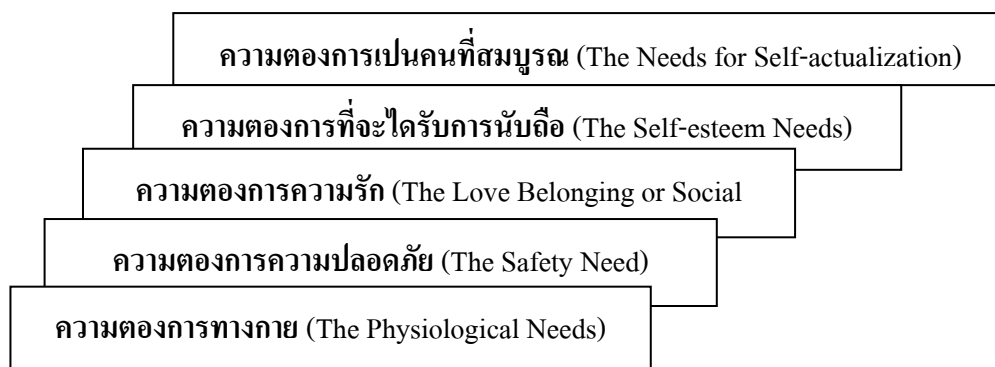 ความตองการเปนคนที่สมบูรณ (The Needs for Self-actualization)
ความตองการที่จะไดรับการนับถือ (The Self-esteem Needs)
ความตองการความรัก (The Love Belonging or Social
ความตองการความปลอดภัย (The Safety Need)
ความตองการทางกาย (The Physiological Needs)